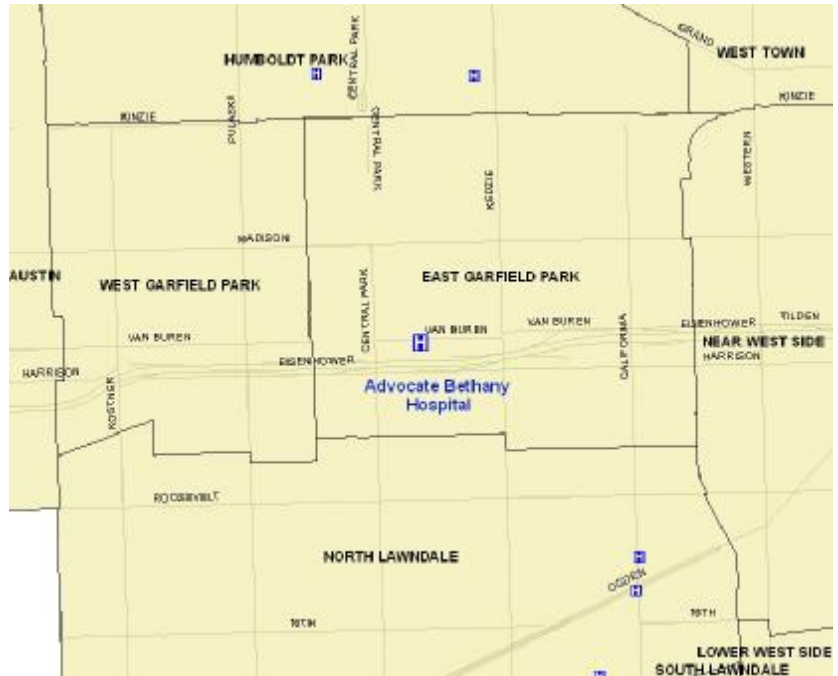 GRAND
WEST TOWN
HUMBOLDT PARK
CENTRAL PARK
H
H
KINZIE
KINZIE
PULASKI
CENTRAL PARK
WESTERN
KEDZIE
MADISON
AUSTIN
WEST GARFIELD PARK
EAST GARFIELD PARK
CENTRAL PARK
TILDEN
VAN BUREN
VAN BUREN
VAN BUREN
EISENHOWER
H
CALIFORNIA
NEAR WEST SIDE
EISENHOWER
HARRISON
HARRISON
KOSTNER
Advocate Bethany
Hospital
ROOSEVELT
NORTH LAWNDALE
H
OGDEN
H
16TH
16TH
LOWER WEST SIDE
SOUTH LAWNDALE
H